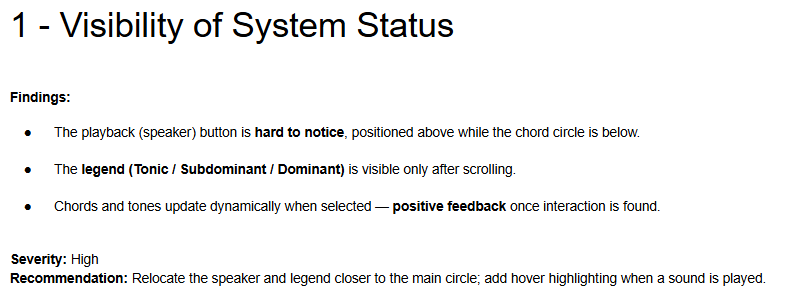 1 - Visibility of System Status
Findings:
● The playback (speaker) button is hard to notice, positioned above while the chord circle is below.
● The legend (Tonic / Subdominant / Dominant) is visible only after scrolling.
● Chords and tones update dynamically when selected — positive feedback once interaction is found.
Severity: High
Recommendation: Relocate the speaker and legend closer to the main circle; add hover highlighting when a sound is played.